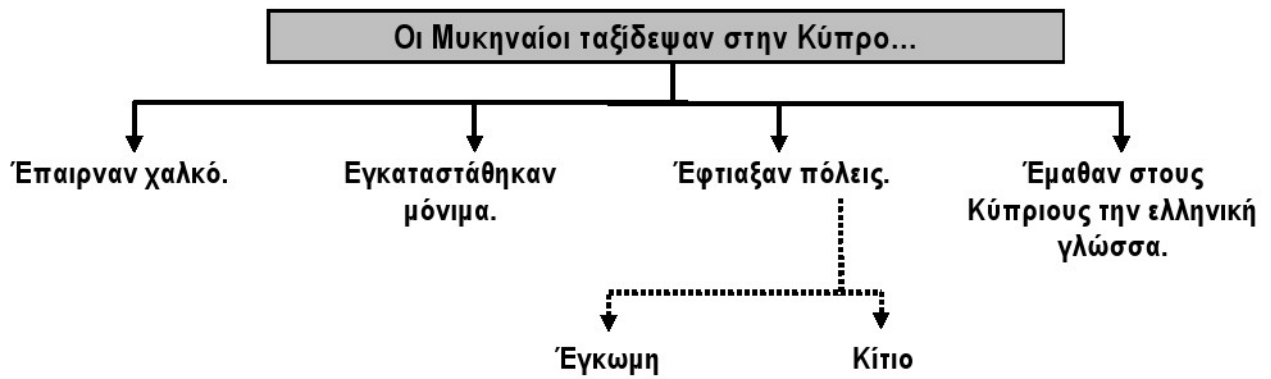 Οι Μυκηναίοι ταξίδεψαν στην Κύπρο...
Έπαιρναν χαλκό.
Εγκαταστάθηκαν
μόνιμα.
Έφτιαξαν πόλεις.
Έμαθαν στους
Κύπριους την ελληνική
γλώσσα.
Έγκωμη
Κίτιο